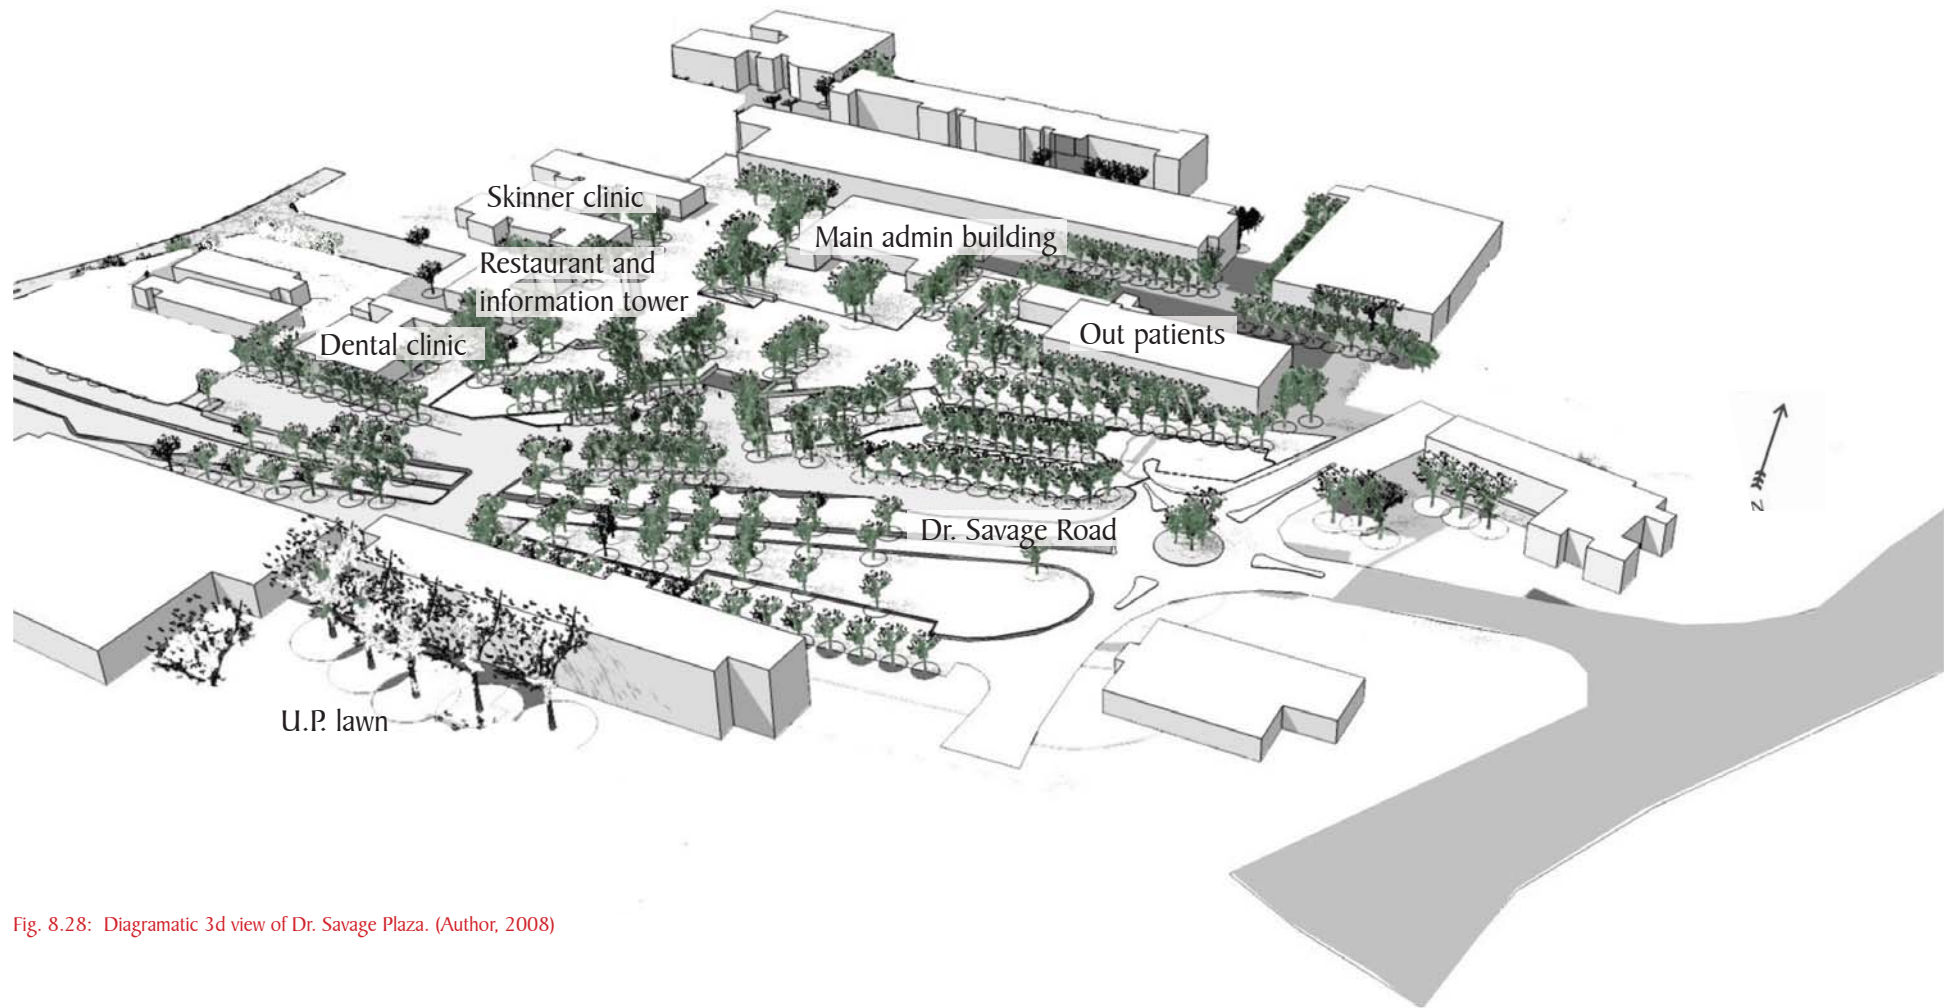 Skinner clinic
Main admin building
Restaurant and
information tower
Out patients
Dental clinic
Dr. Savage Road
N
U.P. lawn
Fig. 8.28: Diagramatic 3d view of Dr. Savage Plaza. (Author, 2008)